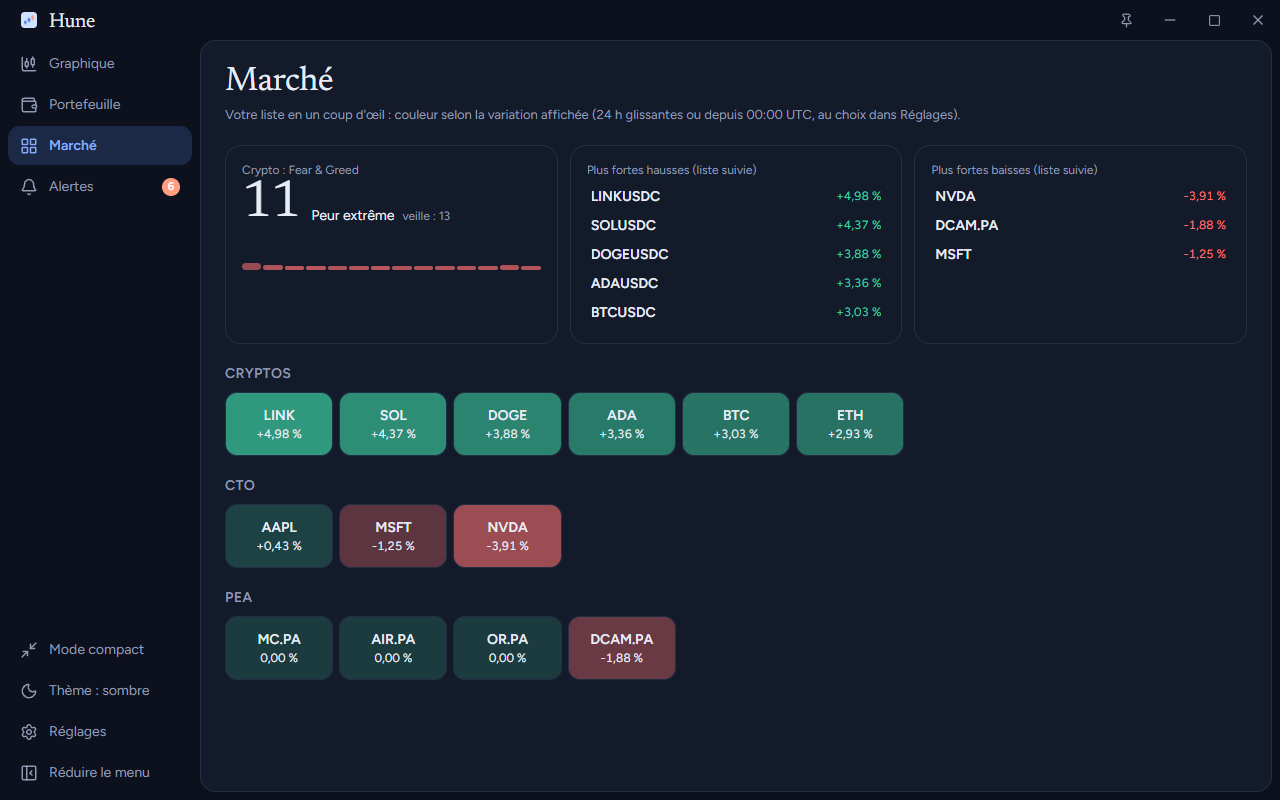 Hune
Graphique
Portefeuille
Marché
Alertes 6
Mode compact
Thème : sombre
Réglages
Réduire le menu
Marché
Votre liste en un coup d'œil : couleur selon la variation affichée (24 h glissantes ou depuis 00:00 UTC, au choix dans Réglages).
Crypto : Fear & Greed
11 Peur extrême veille : 13
Plus fortes hausses (liste suivie)
LINKUSDC +4,98 %
SOLUSDC +4,37 %
DOGEUSDC +3,88 %
ADAUSDC +3,36 %
BTCUSDC +3,03 %
Plus fortes baisses (liste suivie)
NVDA -3,91 %
DCAM.PA -1,88 %
MSFT -1,25 %
CRYPTOS
LINK SOL DOGE ADA BTC ETH
+4,98 % +4,37 % +3,88 % +3,36 % +3,03 % +2,93 %
CTO
AAPL MSFT NVDA
+0,43 % -1,25 % -3,91 %
PEA
MC.PA AIR.PA OR.PA DCAM.PA
0,00 % 0,00 % 0,00 % -1,88 %